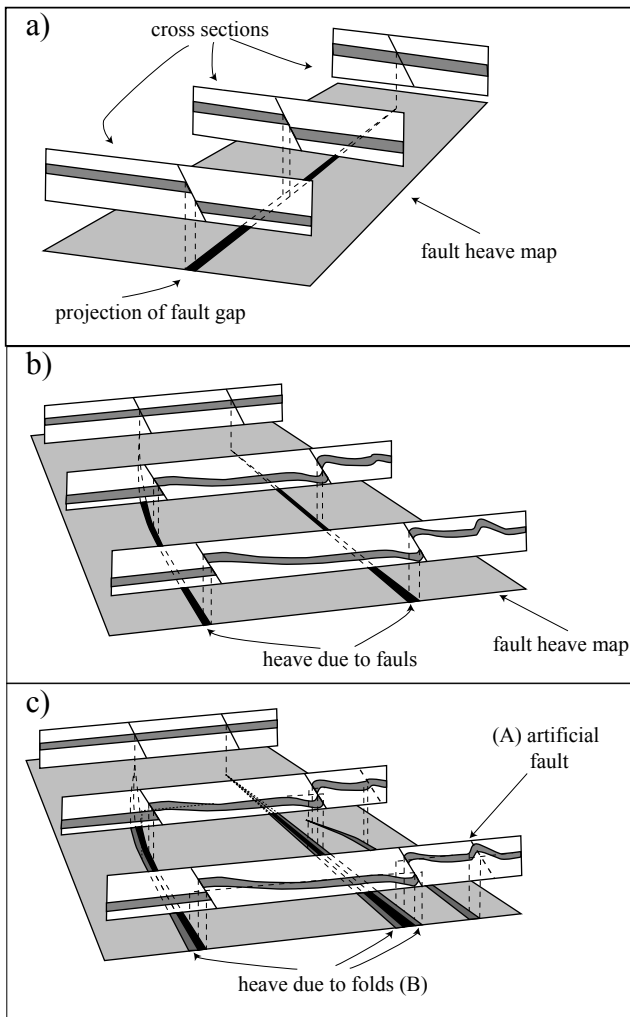 a)
cross sections
fault heave map
projection of fault gap
b)
heave due to fauls
fault heave map
c)
(A) artificial
fault
heave due to folds (B)